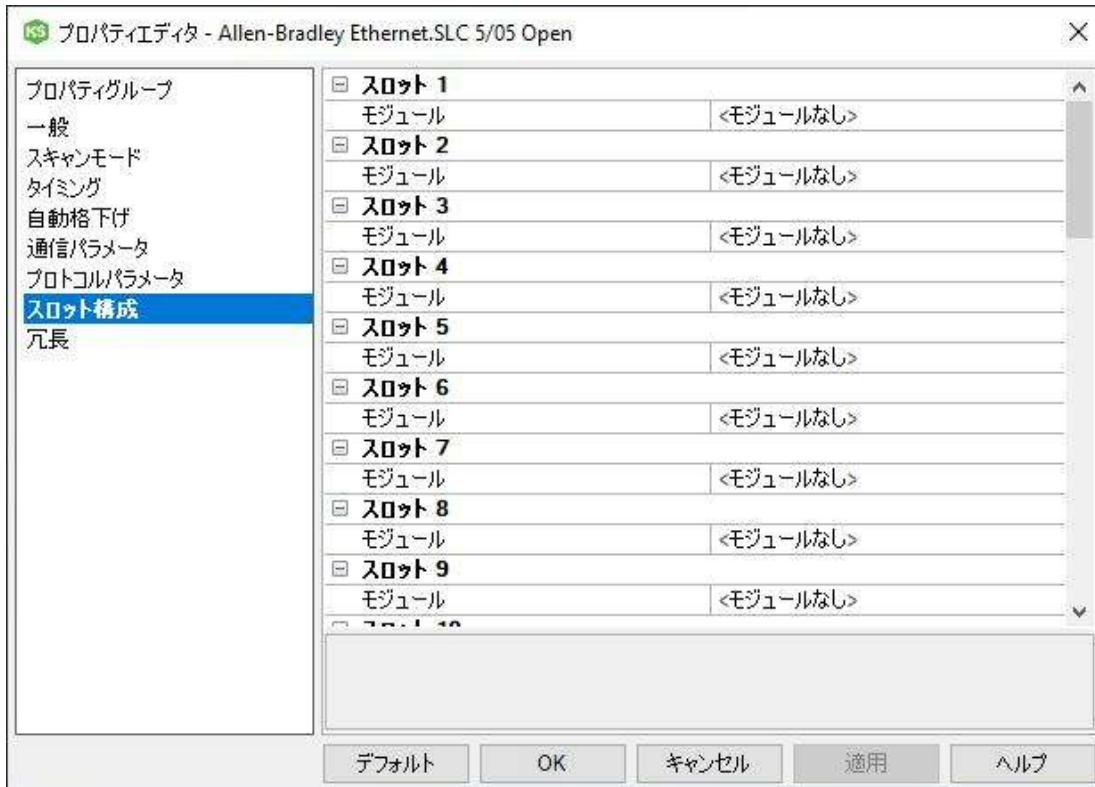 KS プロパティエディタ - Allen-Bradley Ethernet.SLC 5/05 Open
プロパティグループ
一般
スキャンモード
タイミング
自動格下げ
通信パラメータ
プロトコルパラメータ
スロット構成
冗長
スロット 1
モジュール <モジュールなし>
スロット 2
モジュール <モジュールなし>
スロット 3
モジュール <モジュールなし>
スロット 4
モジュール <モジュールなし>
スロット 5
モジュール <モジュールなし>
スロット 6
モジュール <モジュールなし>
スロット 7
モジュール <モジュールなし>
スロット 8
モジュール <モジュールなし>
スロット 9
モジュール <モジュールなし>
スロット 10
デフォルト OK キャンセル 適用 ヘルプ